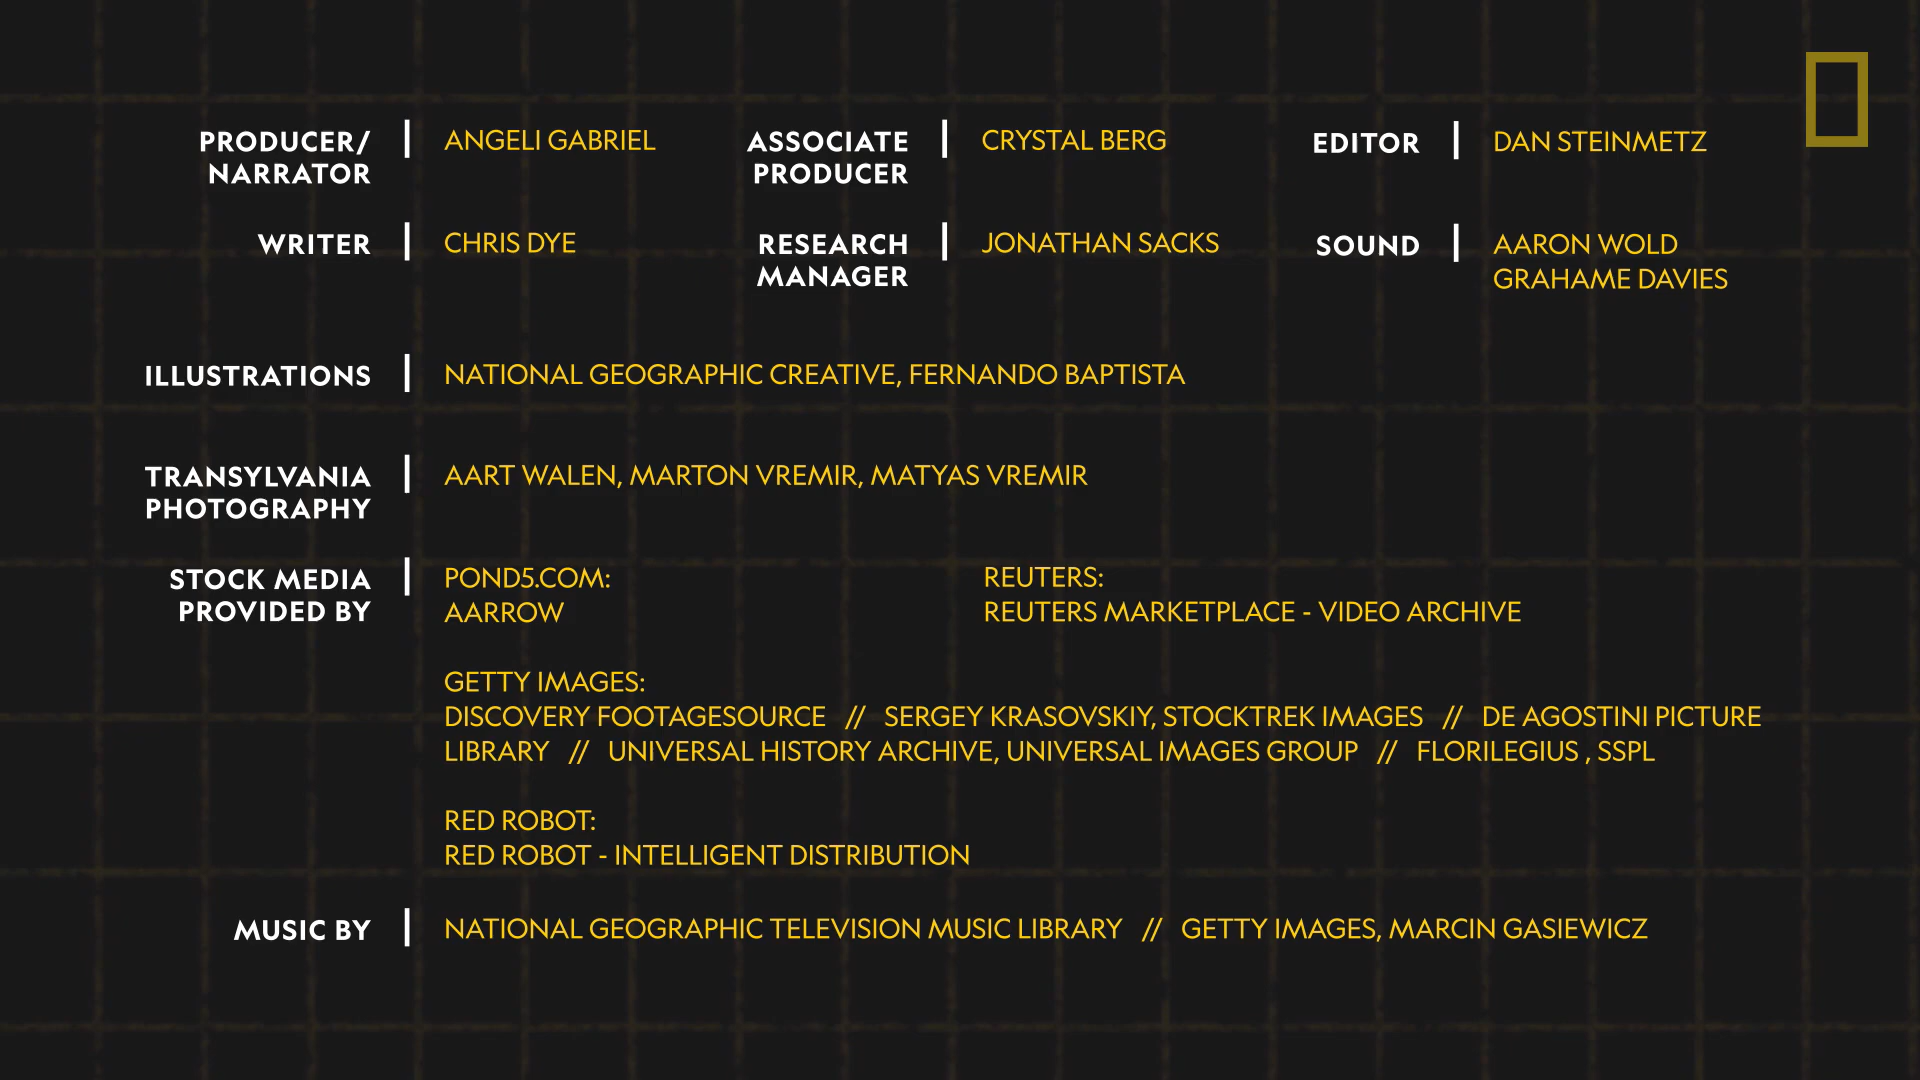 PRODUCER/ NARRATOR | ANGELI GABRIEL
ASSOCIATE PRODUCER | CRYSTAL BERG
EDITOR | DAN STEINMETZ
WRITER | CHRIS DYE
RESEARCH MANAGER | JONATHAN SACKS
SOUND | AARON WOLD
GRAHAME DAVIES
ILLUSTRATIONS | NATIONAL GEOGRAPHIC CREATIVE, FERNANDO BAPTISTA
TRANSYLVANIA PHOTOGRAPHY | AART WALEN, MARTON VREMIR, MATYAS VREMIR
STOCK MEDIA PROVIDED BY | POND5.COM:
AARROW
REUTERS:
REUTERS MARKETPLACE - VIDEO ARCHIVE
GETTY IMAGES:
DISCOVERY FOOTAGESOURCE // SERGEY KRASOVSKIY, STOCKTREK IMAGES // DE AGOSTINI PICTURE
LIBRARY // UNIVERSAL HISTORY ARCHIVE, UNIVERSAL IMAGES GROUP // FLORILEGIUS , SSPL
RED ROBOT:
RED ROBOT - INTELLIGENT DISTRIBUTION
MUSIC BY | NATIONAL GEOGRAPHIC TELEVISION MUSIC LIBRARY // GETTY IMAGES, MARCIN GASIEWICZ